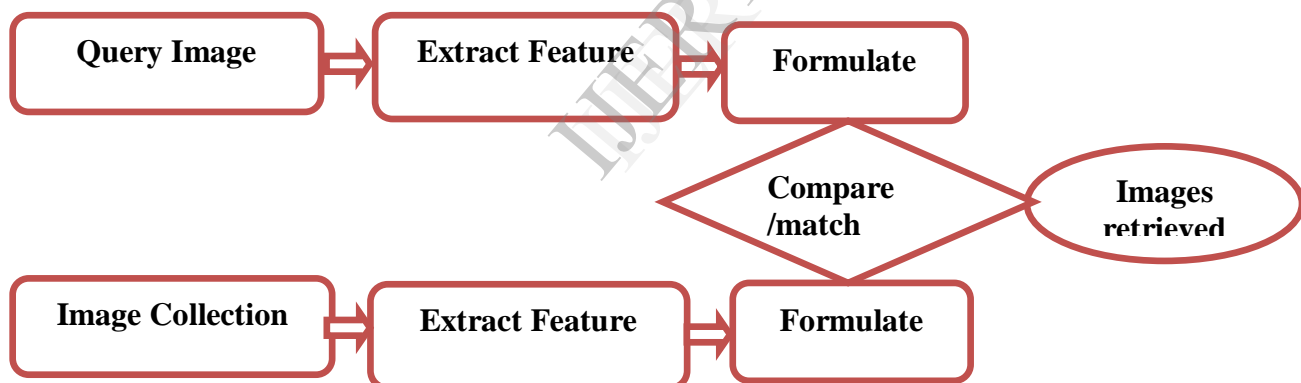 Query Image
Extract Feature
Formulate
Compare
/match
Images
retrieved
Image Collection
Extract Feature
Formulate